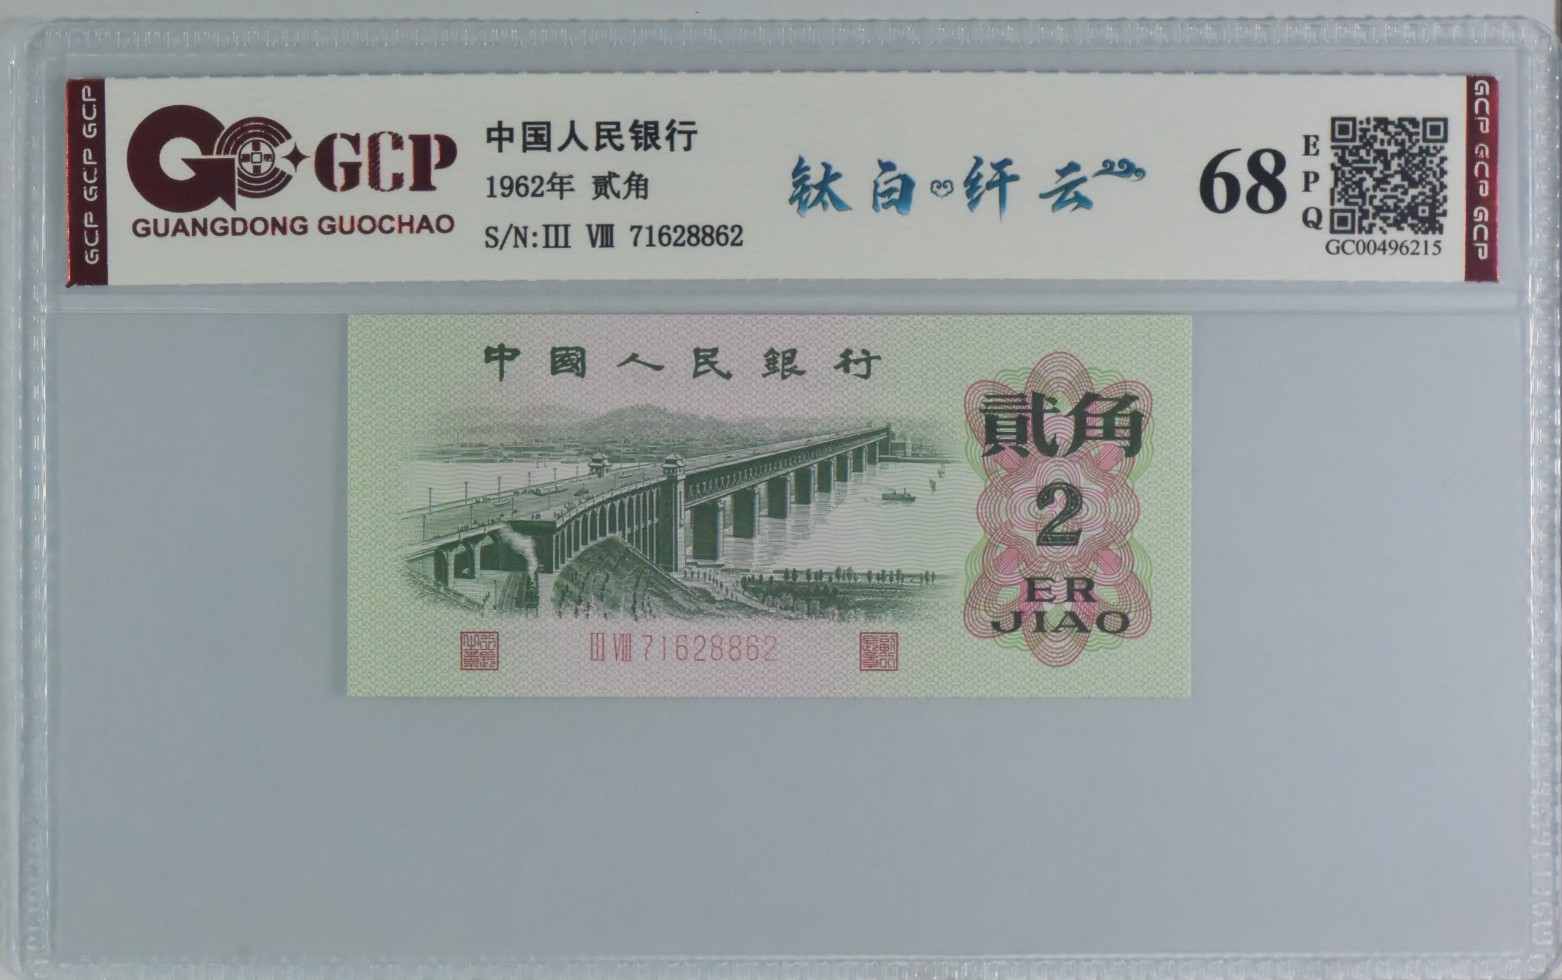 GCP GCP GCP
GCP
GUANGDONG GUOCHAO
中国人民银行
1962年 贰角
S/N:III VIII 71628862
钛白 纤云
68
EPQ
GC00496215
GCP GCP GCP
中國人民銀行
貳角
2
ER
JIAO
III VIII 71628862